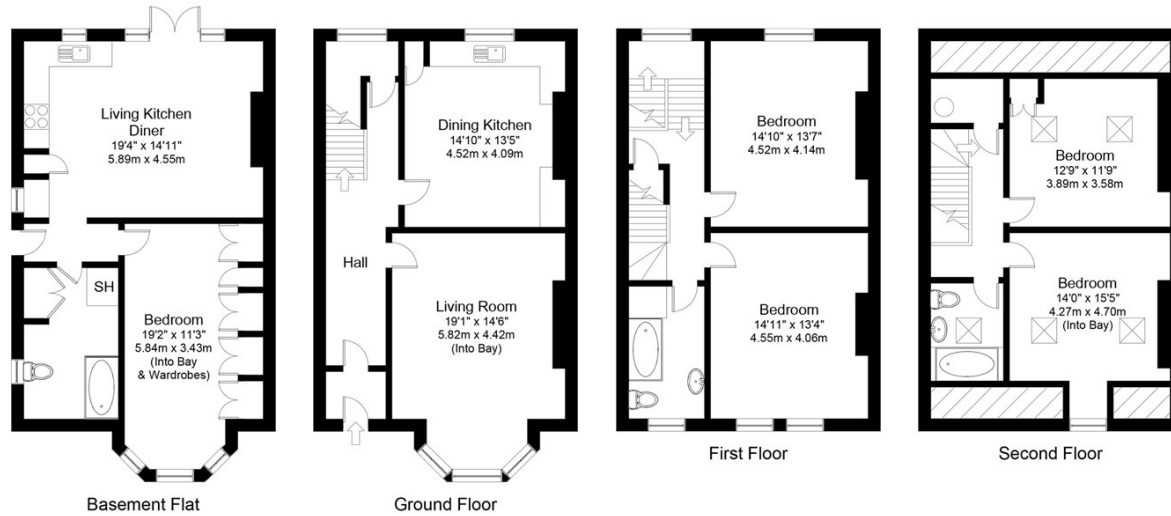 Living Kitchen
Diner
19'4" x 14'11"
5.89m x 4.55m
SH
Bedroom
19'2" x 11'3"
5.84m x 3.43m
(Into Bay
& Wardrobes)
Basement Flat
Dining Kitchen
14'10" x 13'5"
4.52m x 4.09m
Hall
Living Room
19'1" x 14'6"
5.82m x 4.42m
(Into Bay)
Ground Floor
Bedroom
14'10" x 13'7"
4.52m x 4.14m
Bedroom
14'11" x 13'4"
4.55m x 4.06m
First Floor
Bedroom
12'9" x 11'9"
3.89m x 3.58m
Bedroom
14'0" x 15'5"
4.27m x 4.70m
(Into Bay)
Second Floor